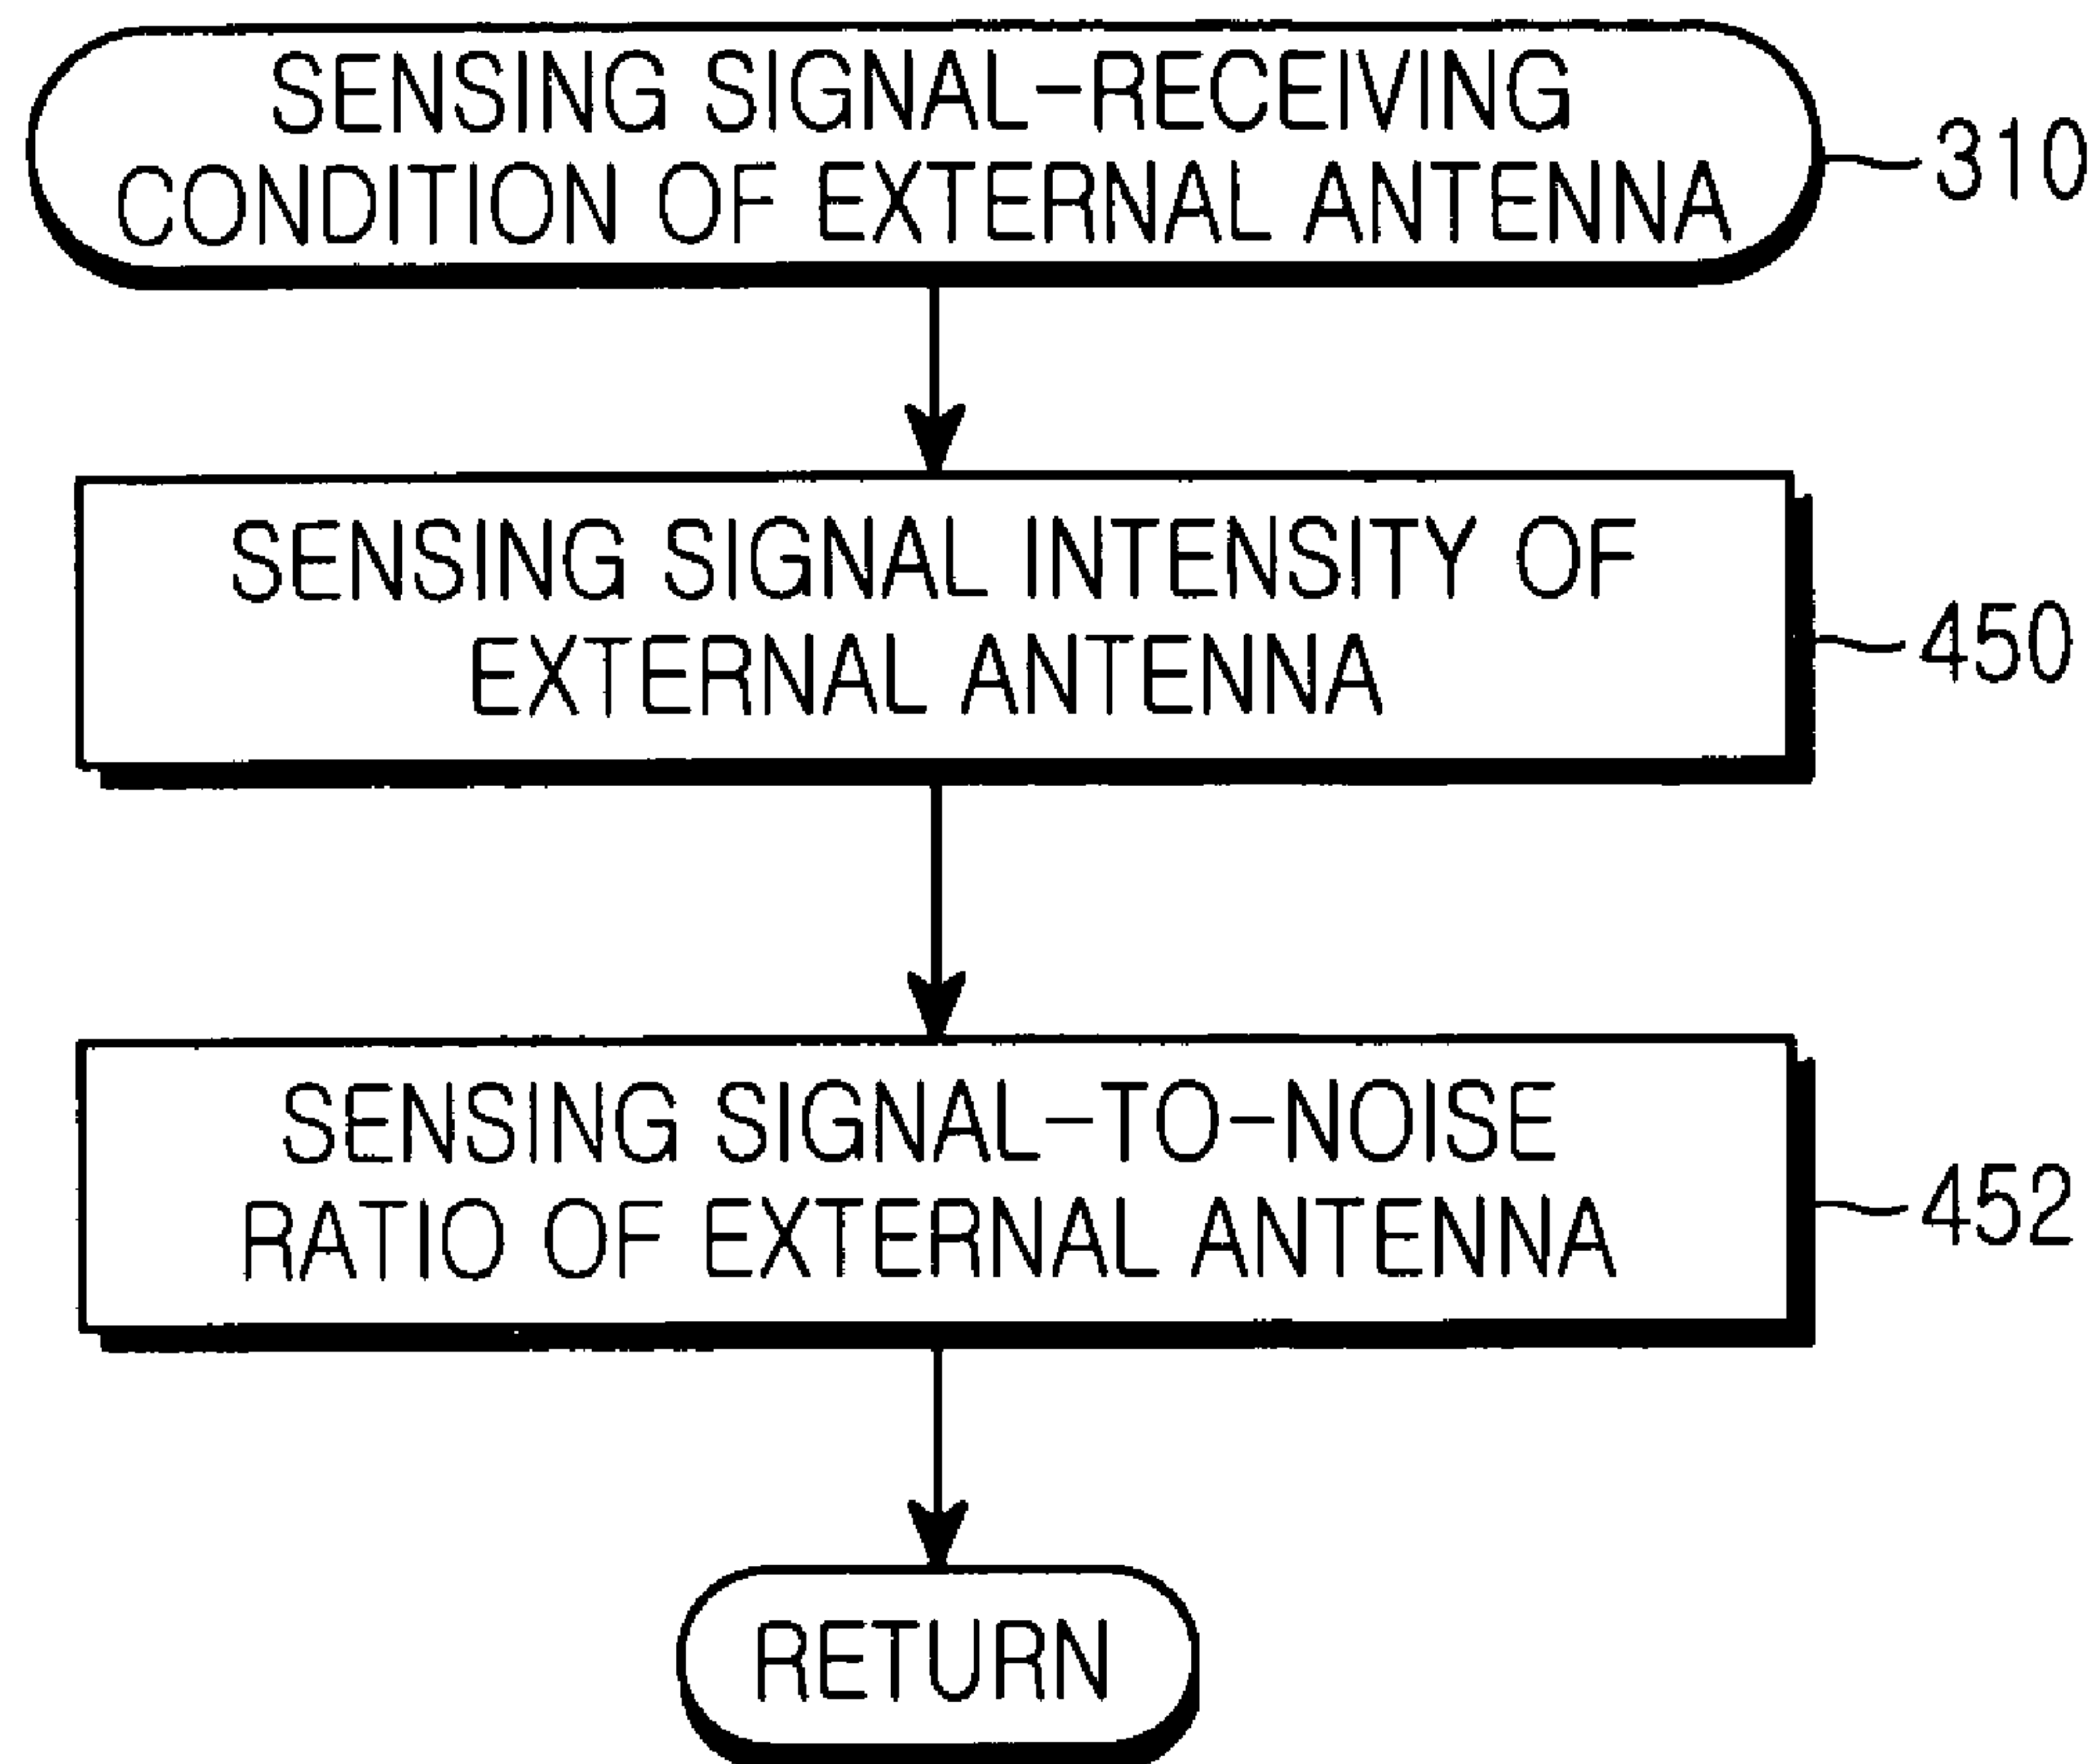 SENSING SIGNAL-RECEIVING
CONDITION OF EXTERNAL ANTENNA
310
SENSING SIGNAL INTENSITY OF
EXTERNAL ANTENNA
450
SENSING SIGNAL-TO-NOISE
RATIO OF EXTERNAL ANTENNA
452
RETURN